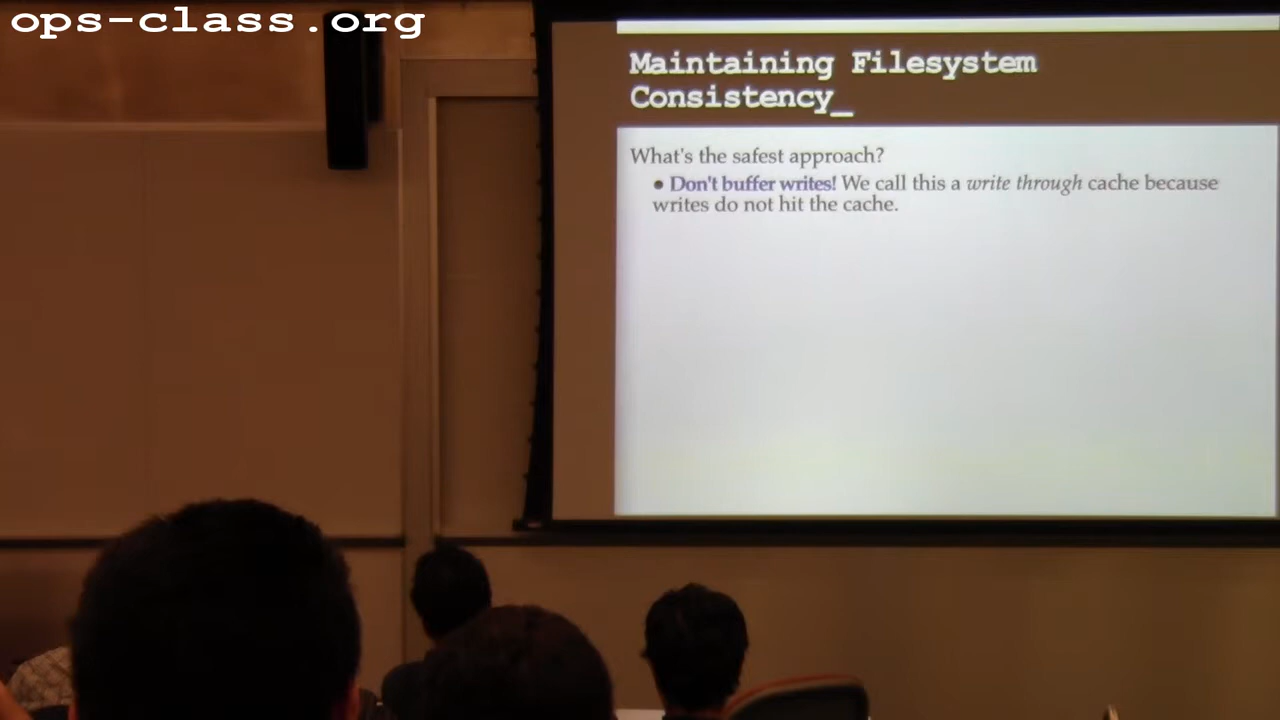 ops-class.org
Maintaining Filesystem
Consistency_
What's the safest approach?
• Don't buffer writes! We call this a write through cache because
writes do not hit the cache.